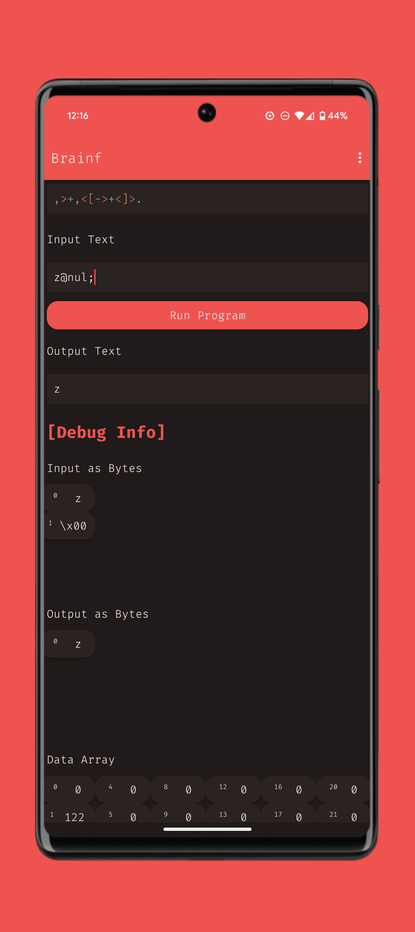 12:16 44%
Brainf
,>+,<[->+<]>.
Input Text
z@nul;
Run Program
Output Text
z
[Debug Info]
Input as Bytes
0 z
1 \x00
Output as Bytes
0 z
Data Array
0 0 4 0 8 0 12 0 16 0 20 0
1 122 5 0 9 0 13 0 17 0 21 0